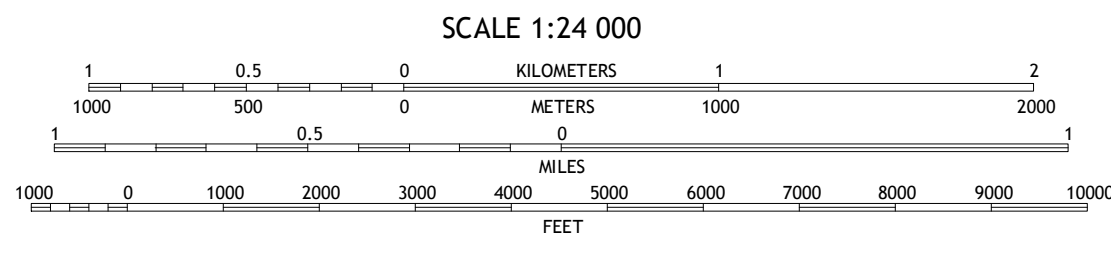 SCALE 1:24 000
1 0.5 0 KILOMETERS 1 2
1000 500 0 METERS 1000 2000
1 0.5 0 1
MILES
1000 0 1000 2000 3000 4000 5000 6000 7000 8000 9000 10000
FEET